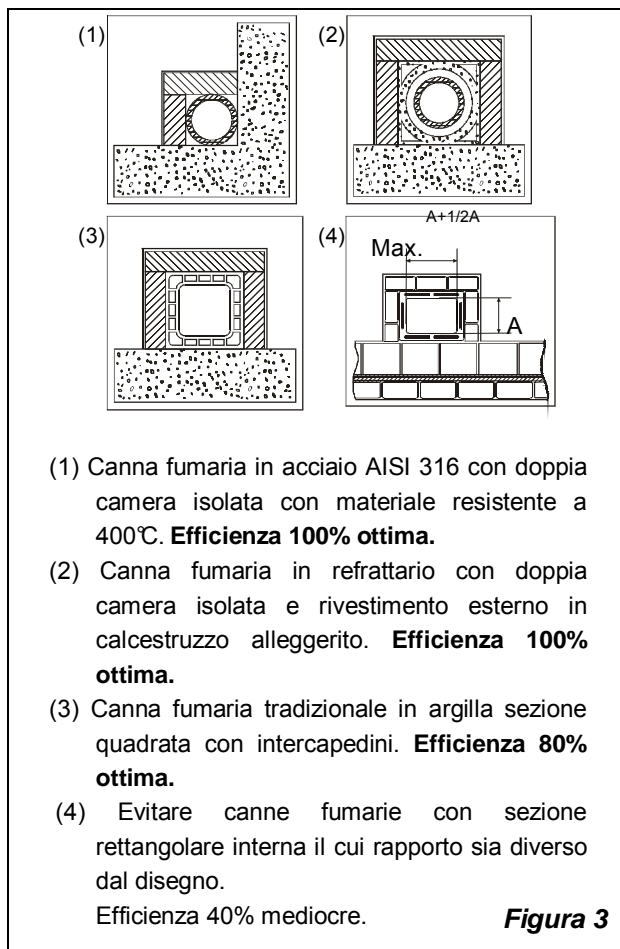 (1)
(2)
A+1/2A
(3)
(4)
Max.
A
(1) Canna fumaria in acciaio AISI 316 con doppia
camera isolata con materiale resistente a
400℃. Efficienza 100% ottima.
(2) Canna fumaria in refrattario con doppia
camera isolata e rivestimento esterno in
calcestruzzo alleggerito. Efficienza 100%
ottima.
(3) Canna fumaria tradizionale in argilla sezione
quadrata con intercapedini. Efficienza 80%
ottima.
(4) Evitare canne fumarie con sezione
rettangolare interna il cui rapporto sia diverso
dal disegno.
Efficienza 40% mediocre.
Figura 3